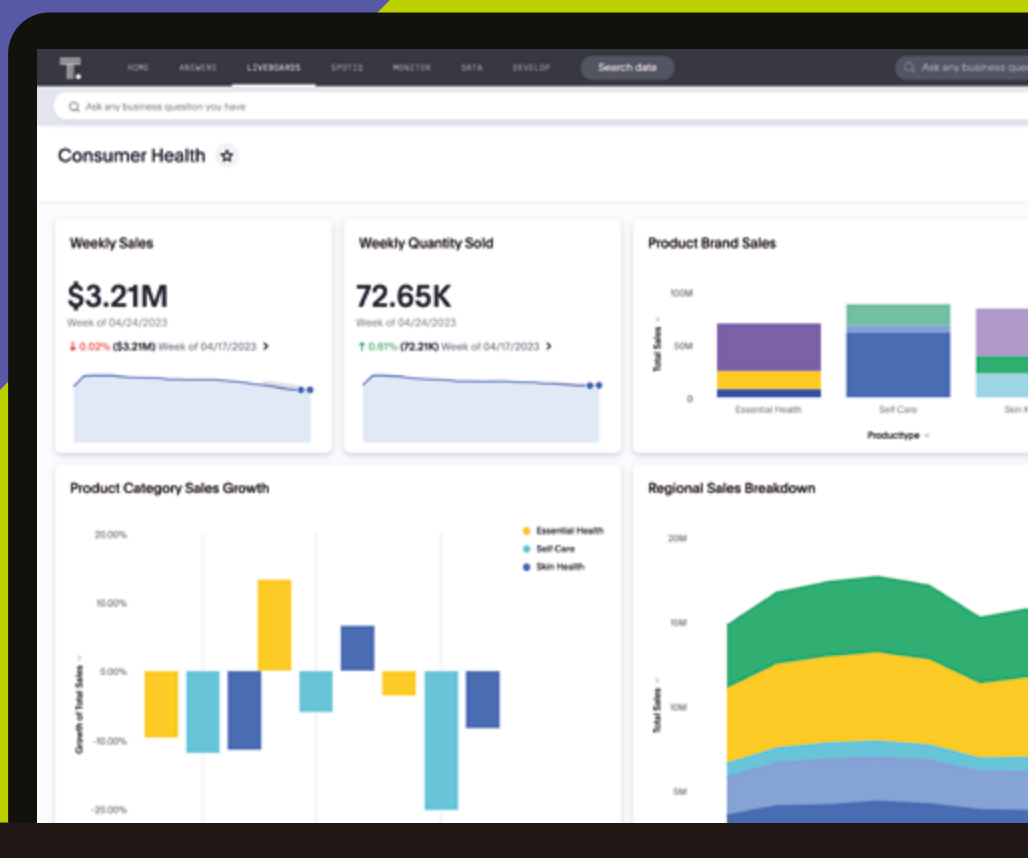 T.
HOME ANSWERS LIVEBOARDS SPOTIQ MONITOR DATA DEVELOP Search data Ask any business que
Ask any business question you have
Consumer Health
Weekly Sales
$3.21M
Week of 04/24/2023
0.02% ($3.21M) Week of 04/17/2023
Weekly Quantity Sold
72.65K
Week of 04/24/2023
0.61% (72.21K) Week of 04/17/2023
Product Brand Sales
100M
50M
0
Total Sales
Essential Health Self Care Skin H
Producttype
Product Category Sales Growth
20.00%
10.00%
0.00%
-10.00%
-20.00%
Growth of Total Sales
Essential Health
Self Care
Skin Health
Regional Sales Breakdown
20M
15M
10M
5M
Total Sales